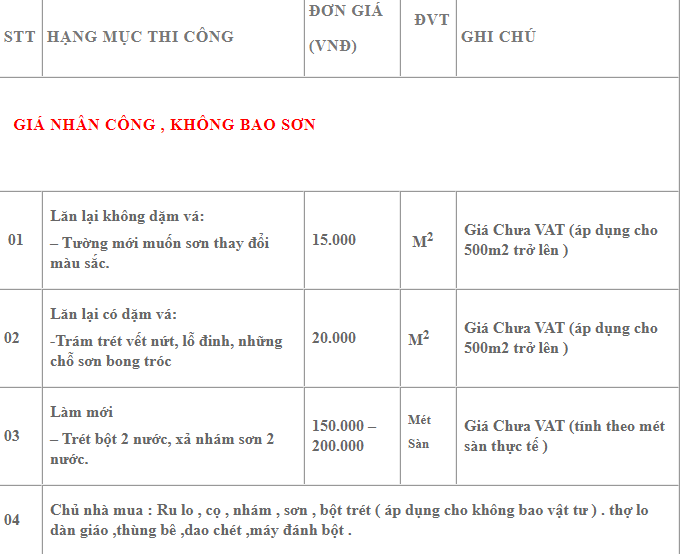 STT HẠNG MỤC THI CÔNG ĐƠN GIÁ (VNĐ) ĐVT GHI CHÚ
GIÁ NHÂN CÔNG , KHÔNG BAO SƠN
01
Lăn lại không dặm vá:
– Tường mới muốn sơn thay đổi
màu sắc.
15.000
M²
Giá Chưa VAT (áp dụng cho
500m2 trở lên )
02
Lăn lại có dặm vá:
-Trám trét vết nứt, lỗ đinh, những
chỗ sơn bong tróc
20.000
M²
Giá Chưa VAT (áp dụng cho
500m2 trở lên )
03
Làm mới
– Trét bột 2 nước, xả nhám sơn 2
nước.
150.000 –
200.000
Mét
Sàn
Giá Chưa VAT (tính theo mét
sàn thực tế )
04
Chủ nhà mua : Ru lo , cọ , nhám , sơn , bột trét ( áp dụng cho không bao vật tư ) . thợ lo
dàn giáo ,thùng bê ,dao chét ,máy đánh bột .